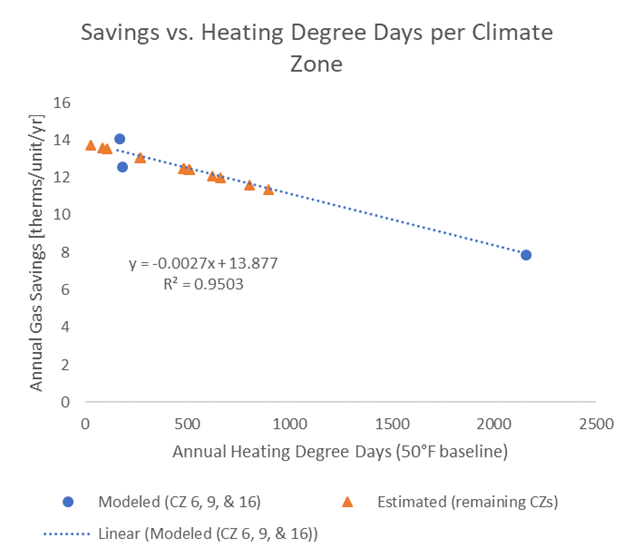 Savings vs. Heating Degree Days per Climate
Zone
16
14
12
10
8
6
4
2
0
Annual Gas Savings [therms/unit/yr]
y = -0.0027x + 13.877
R² = 0.9503
0 500 1000 1500 2000 2500
Annual Heating Degree Days (50°F baseline)
Modeled (CZ 6, 9, & 16) Estimated (remaining CZs)
Linear (Modeled (CZ 6, 9, & 16))